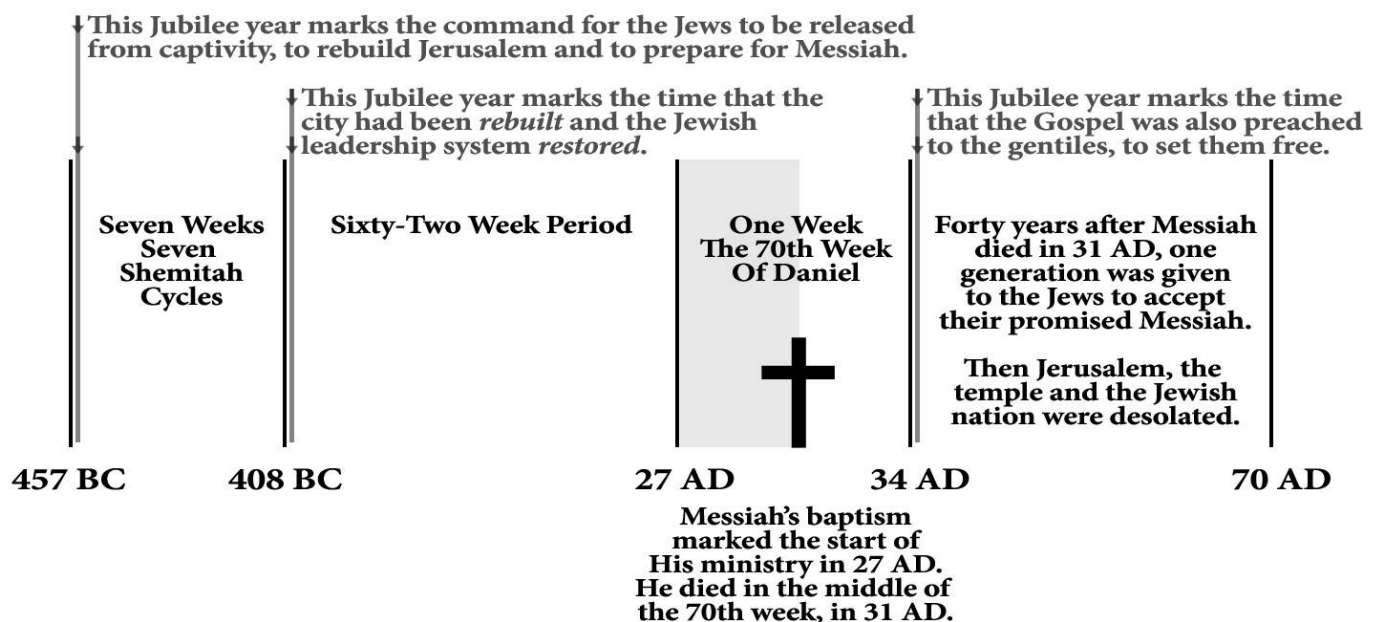 This Jubilee year marks the command for the Jews to be released
from captivity, to rebuild Jerusalem and to prepare for Messiah.
This Jubilee year marks the time that the
city had been rebuilt and the Jewish
leadership system restored.
This Jubilee year marks the time
that the Gospel was also preached
to the gentiles, to set them free.
Seven Weeks
Seven
Shemitah
Cycles
Sixty-Two Week Period
One Week
The 70th Week
Of Daniel
Forty years after Messiah
died in 31 AD, one
generation was given
to the Jews to accept
their promised Messiah.
Then Jerusalem, the
temple and the Jewish
nation were desolated.
457 BC
408 BC
27 AD
34 AD
70 AD
Messiah's baptism
marked the start of
His ministry in 27 AD.
He died in the middle of
the 70th week, in 31 AD.